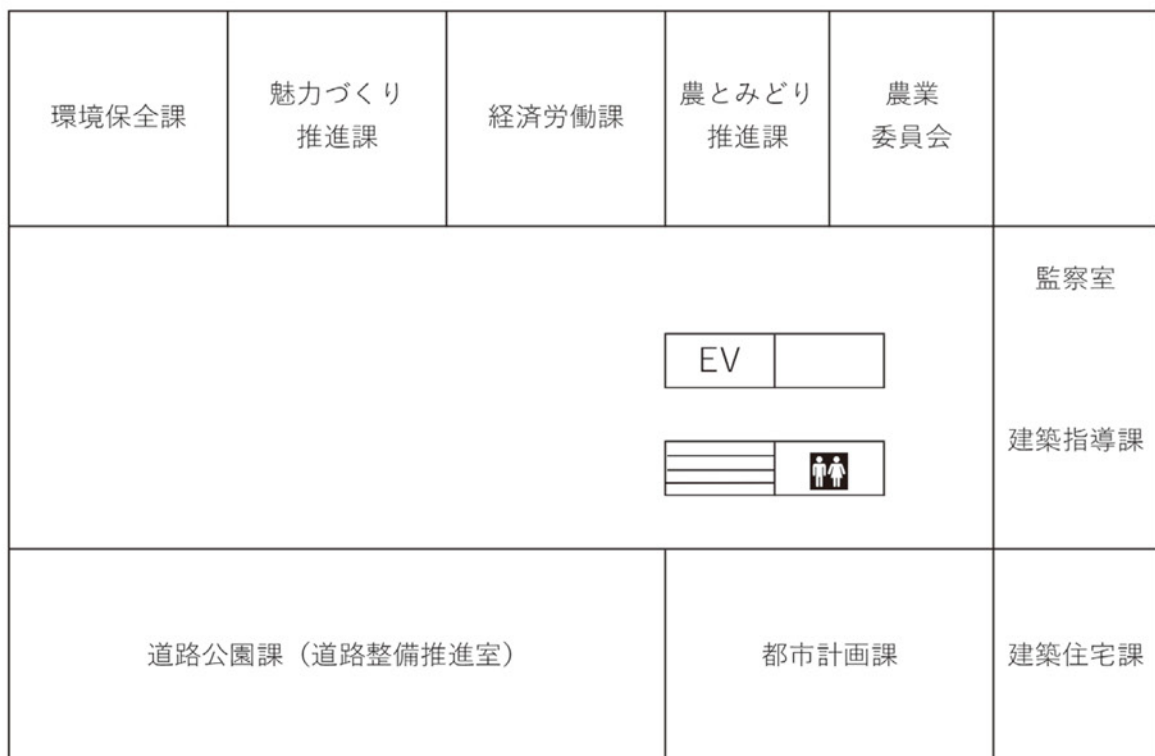 環境保全課
魅力づくり
推進課
経済労働課
農とみどり
推進課
農業
委員会
監察室
EV
建築指導課
道路公園課（道路整備推進室）
都市計画課
建築住宅課